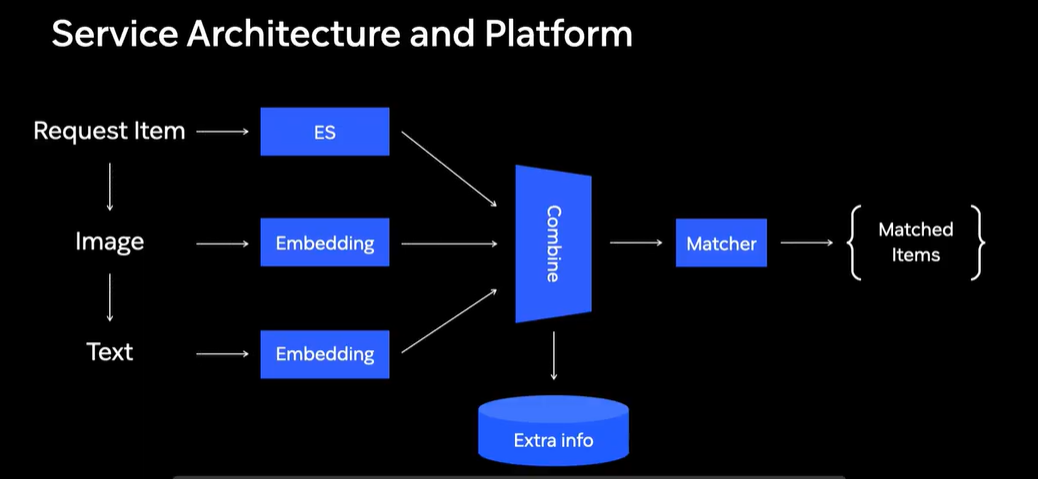 Service Architecture and Platform
Request Item
ES
Image
Embedding
Text
Embedding
Combine
Matcher
Matched
Items
Extra info